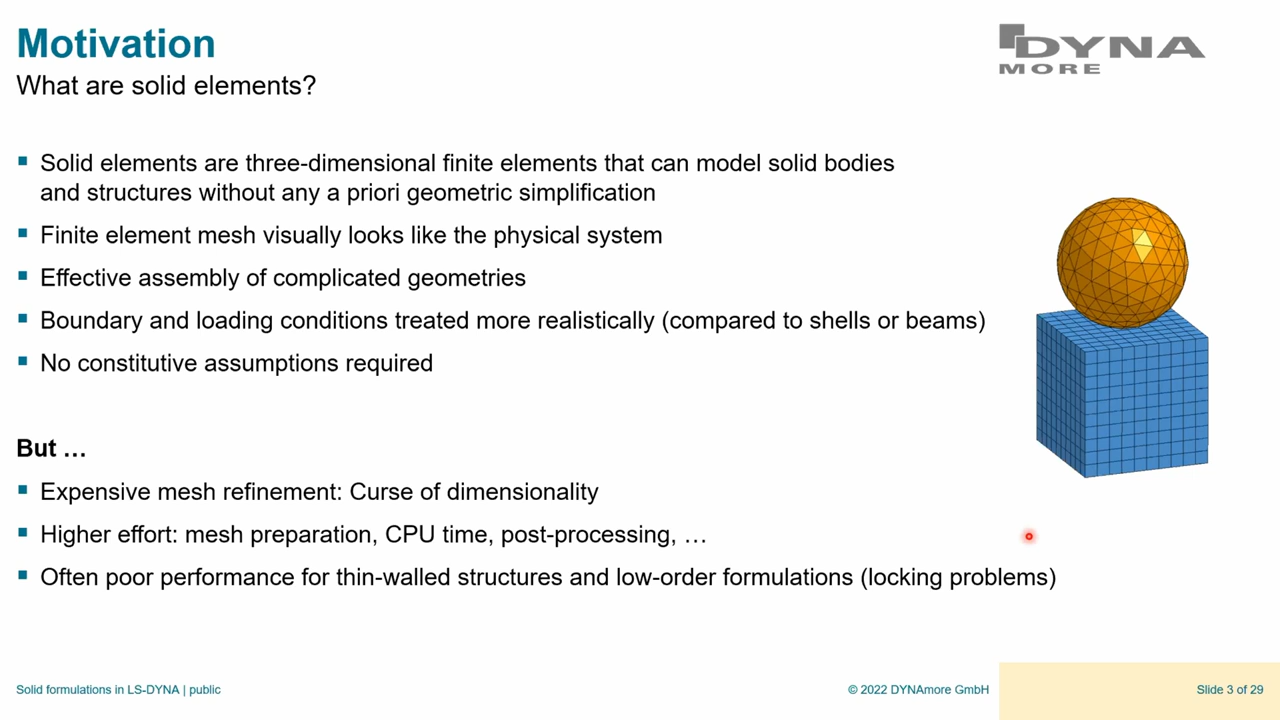 Motivation
DYNA
MORE
What are solid elements?
▪ Solid elements are three-dimensional finite elements that can model solid bodies
and structures without any a priori geometric simplification
▪ Finite element mesh visually looks like the physical system
▪ Effective assembly of complicated geometries
▪ Boundary and loading conditions treated more realistically (compared to shells or beams)
▪ No constitutive assumptions required
But …
▪ Expensive mesh refinement: Curse of dimensionality
▪ Higher effort: mesh preparation, CPU time, post-processing, …
▪ Often poor performance for thin-walled structures and low-order formulations (locking problems)
Solid formulations in LS-DYNA | public
© 2022 DYNAmore GmbH
Slide 3 of 29